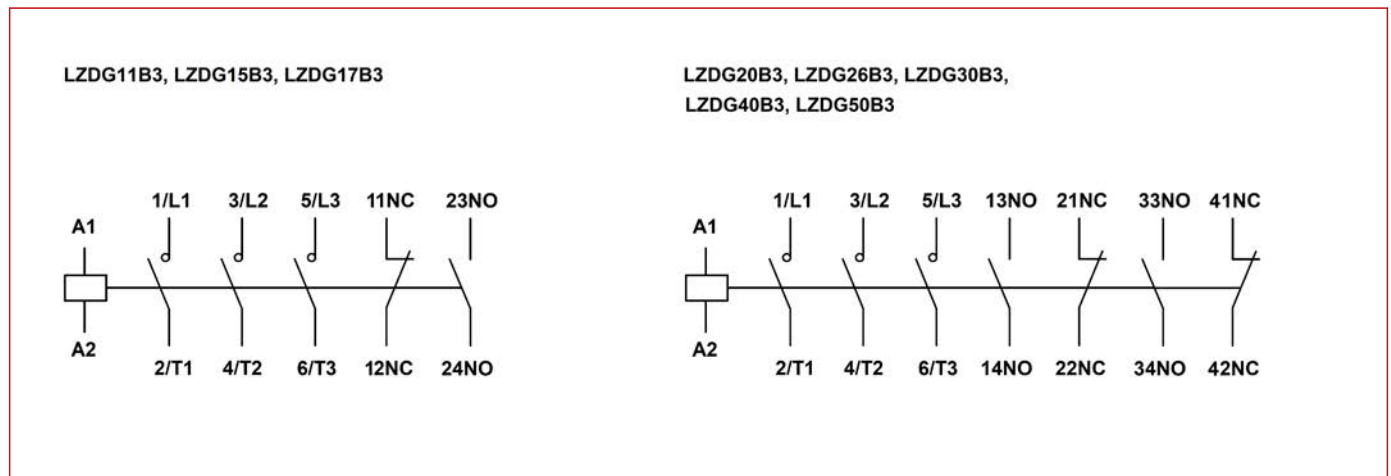 LZDG11B3, LZDG15B3, LZDG17B3
1/L1 3/L2 5/L3 11NC 23NO
A1
A2
2/T1 4/T2 6/T3 12NC 24NO
LZDG20B3, LZDG26B3, LZDG30B3,
LZDG40B3, LZDG50B3
1/L1 3/L2 5/L3 13NO 21NC 33NO 41NC
A1
A2
2/T1 4/T2 6/T3 14NO 22NC 34NO 42NC